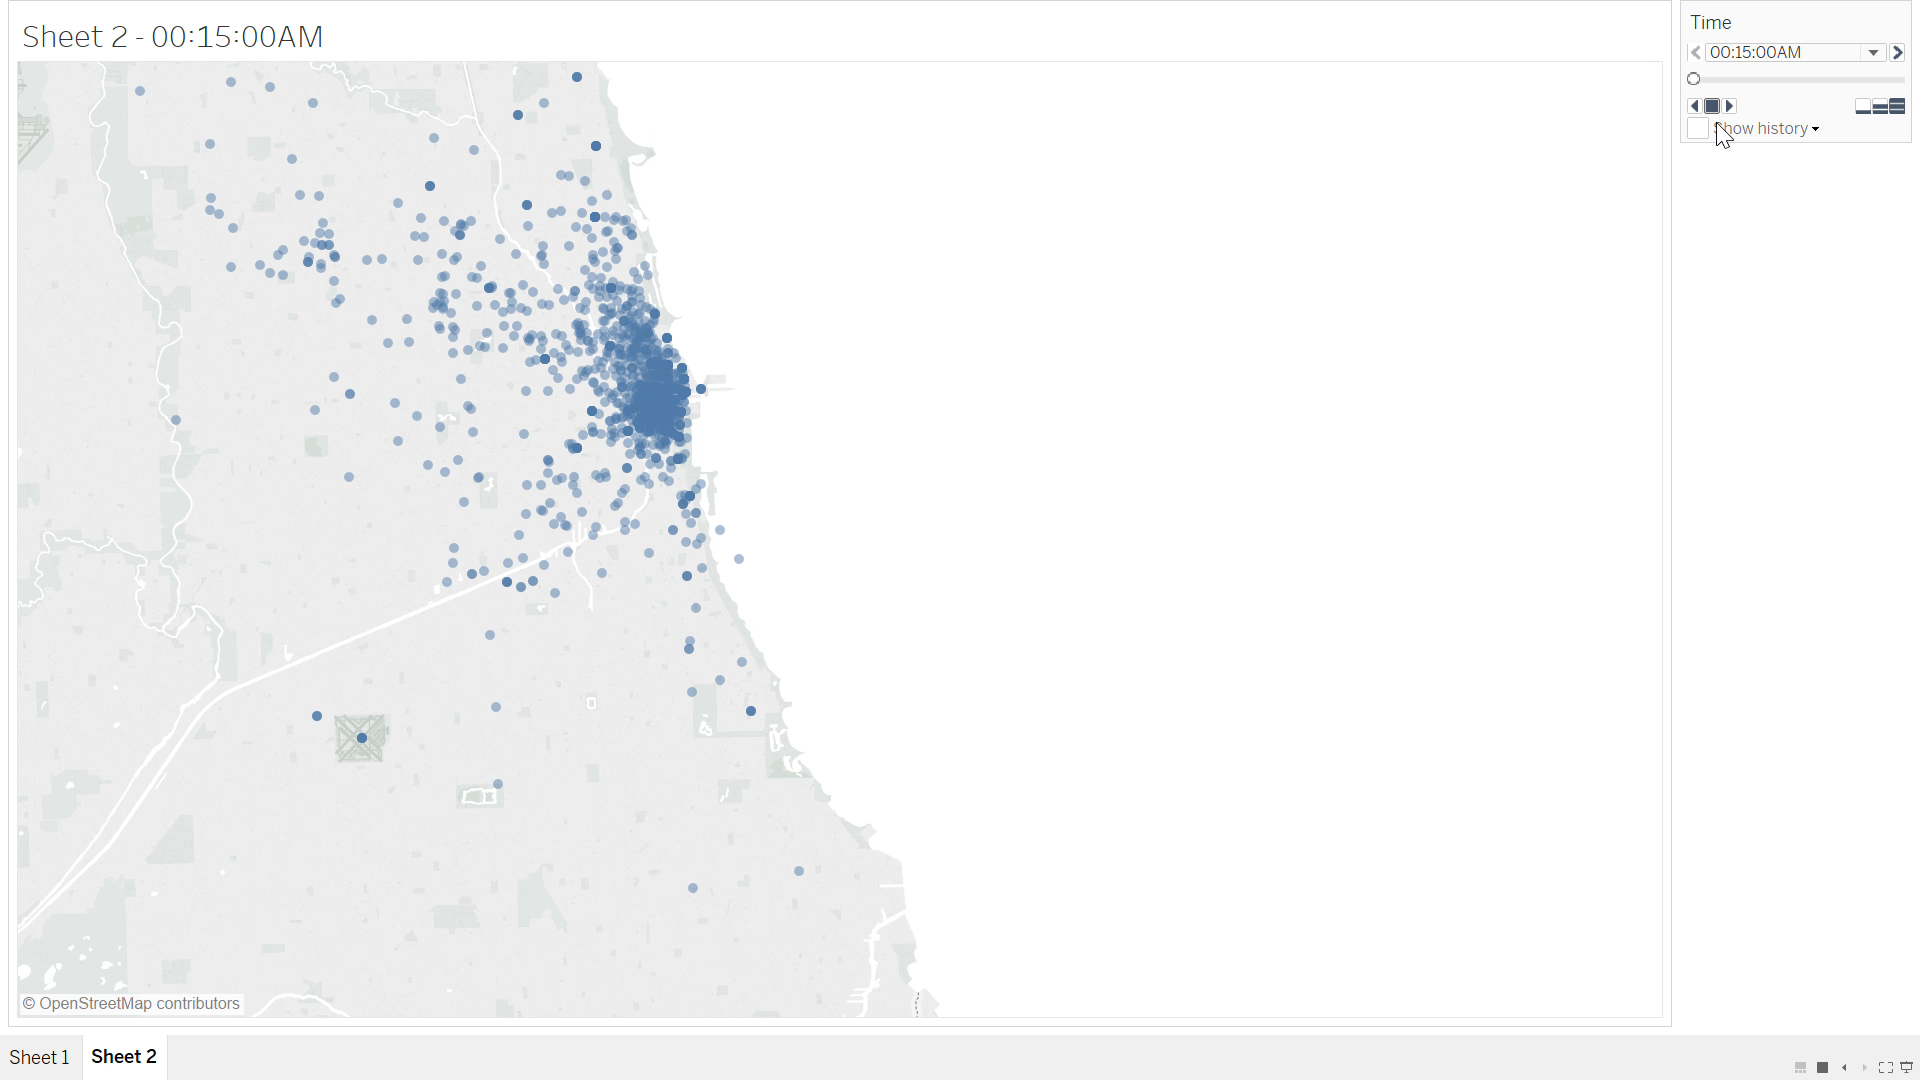 Sheet 2 - 00:15:00AM
Time
00:15:00AM
Show history
© OpenStreetMap contributors
Sheet 1
Sheet 2